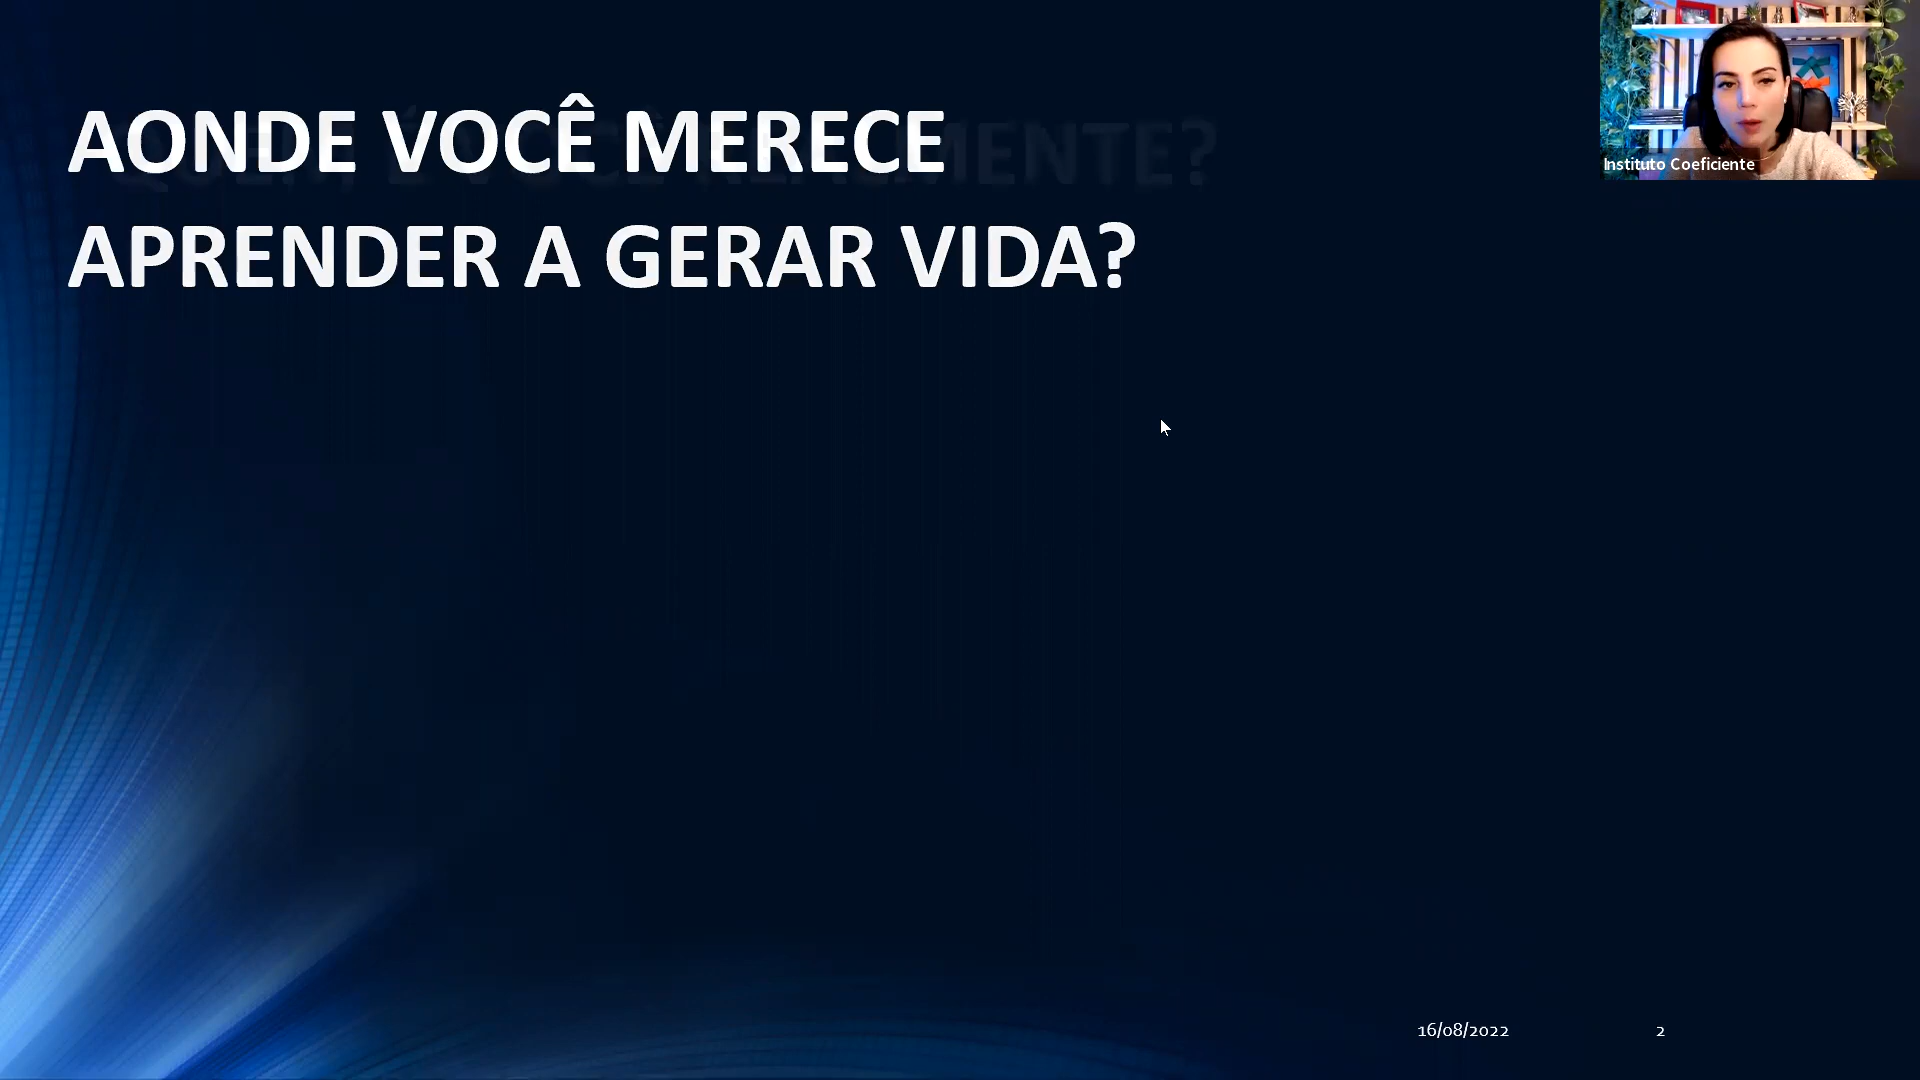 AONDE VOCÊ MERECE
APRENDER A GERAR VIDA?
Instituto Coeficiente
16/08/2022
2